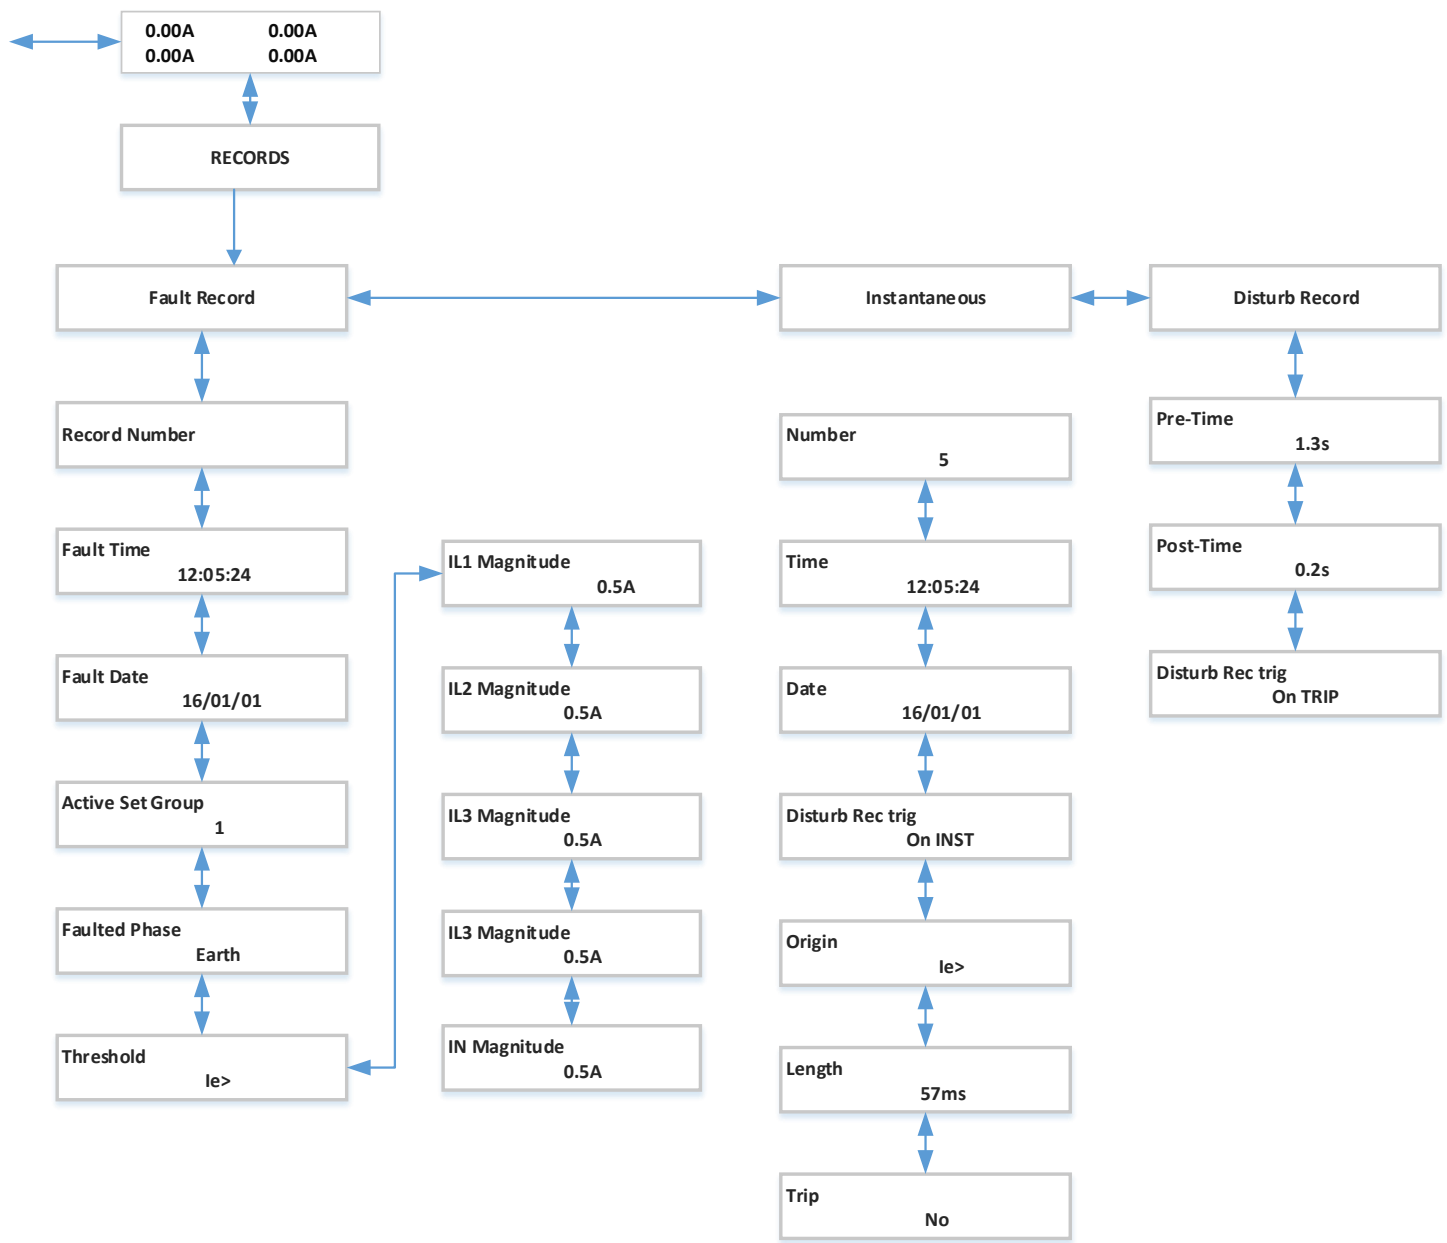 0.00A 0.00A
0.00A 0.00A
RECORDS
Fault Record
Instantaneous
Disturb Record
Record Number
Fault Time
12:05:24
Fault Date
16/01/01
Active Set Group
1
Faulted Phase
Earth
Threshold
Ie>
IL1 Magnitude
0.5A
IL2 Magnitude
0.5A
IL3 Magnitude
0.5A
IL3 Magnitude
0.5A
IN Magnitude
0.5A
Number
5
Time
12:05:24
Date
16/01/01
Disturb Rec trig
On INST
Origin
Ie>
Length
57ms
Trip
No
Pre-Time
1.3s
Post-Time
0.2s
Disturb Rec trig
On TRIP